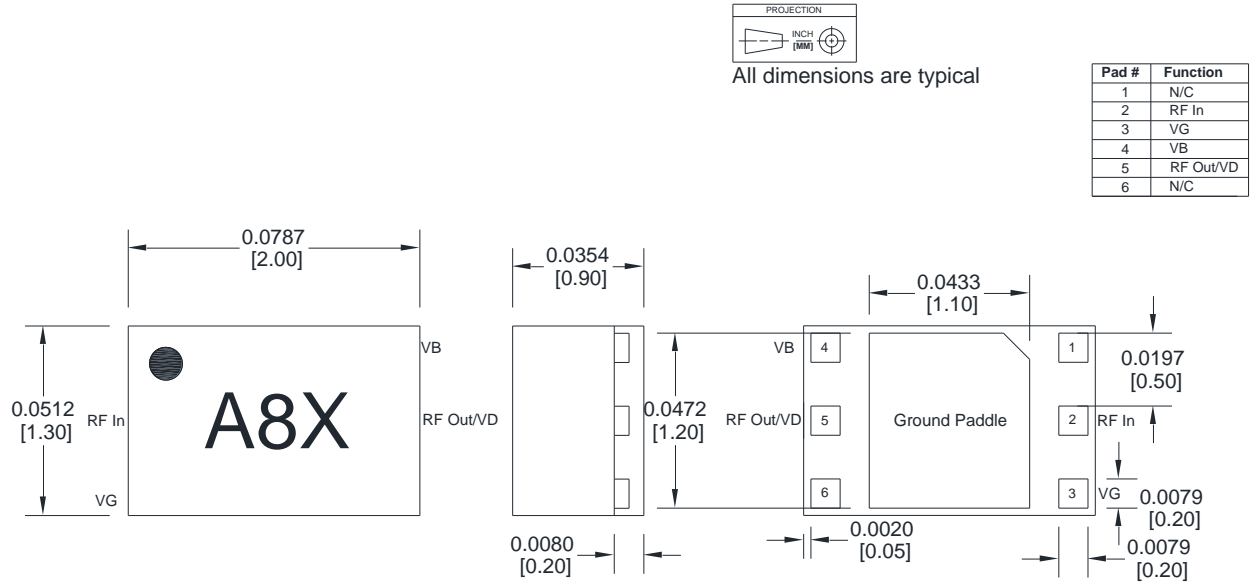 PROJECTION
INCH
[MM]
All dimensions are typical
Pad # Function
1 N/C
2 RF In
3 VG
4 VB
5 RF Out/VD
6 N/C
0.0787
[2.00]
0.0354
[0.90]
0.0433
[1.10]
VB
VB
4
1
0.0197
[0.50]
0.0512
[1.30]
RF In
A8X
RF Out/VD
0.0472
[1.20]
RF Out/VD
5
Ground Paddle
2
RF In
VG
6
3
VG
0.0079
[0.20]
0.0080
[0.20]
0.0020
[0.05]
0.0079
[0.20]